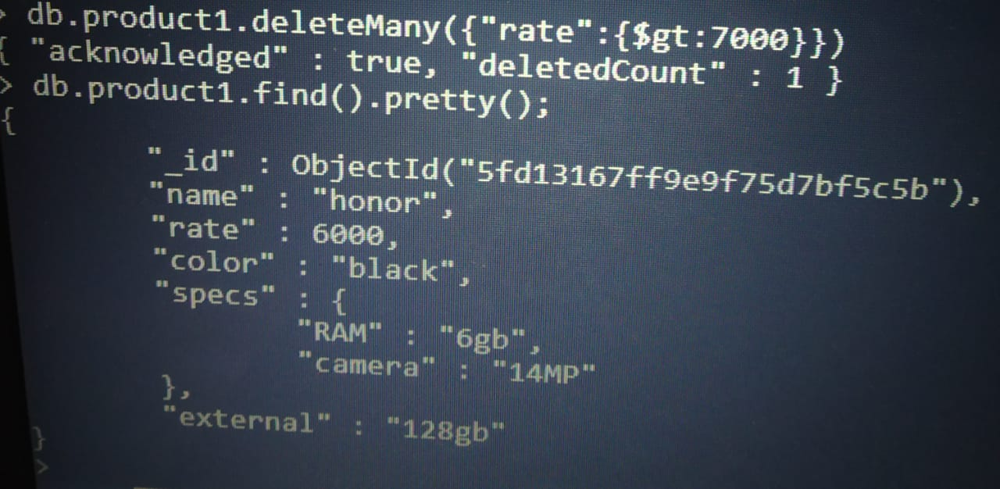 > db.product1.deleteMany({"rate":{$gt:7000}})
{ "acknowledged" : true, "deletedCount" : 1 }
> db.product1.find().pretty();
{
"_id" : ObjectId("5fd13167ff9e9f75d7bf5c5b"),
"name" : "honor",
"rate" : 6000,
"color" : "black",
"specs" : {
"RAM" : "6gb",
"camera" : "14MP"
},
"external" : "128gb"
}
>